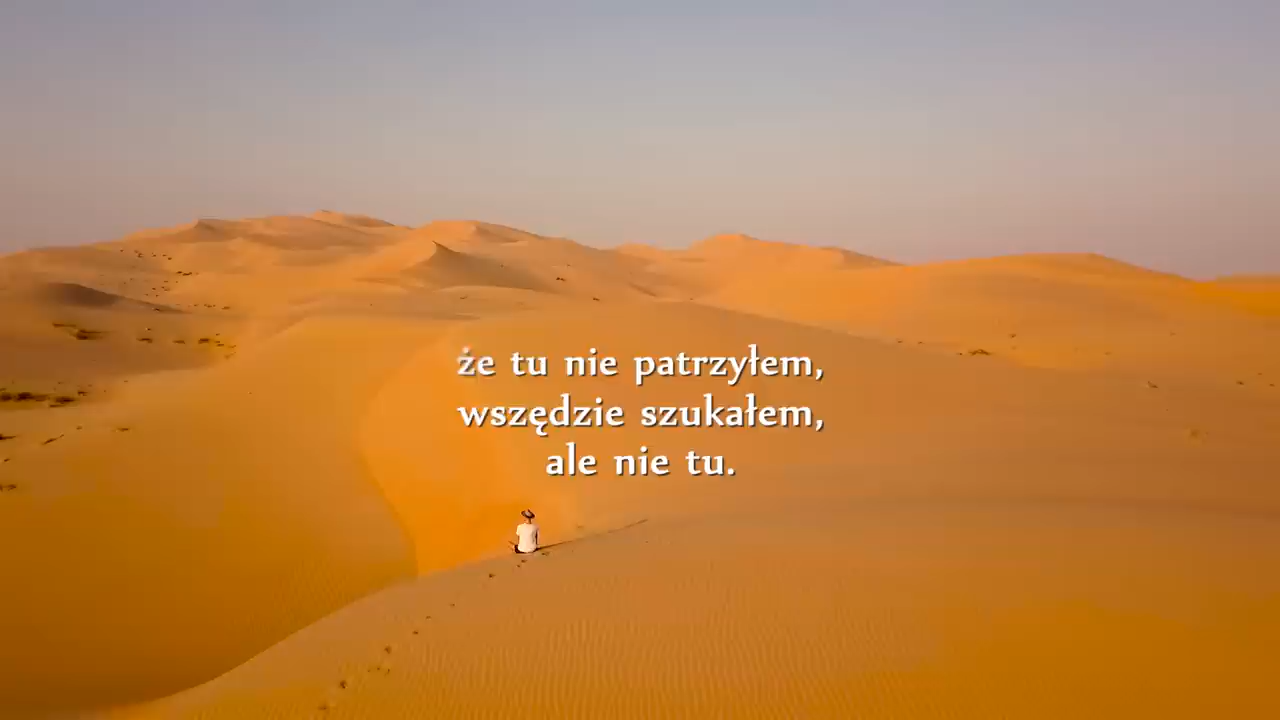 że tu nie patrzyłem,
wszędzie szukałem,
ale nie tu.